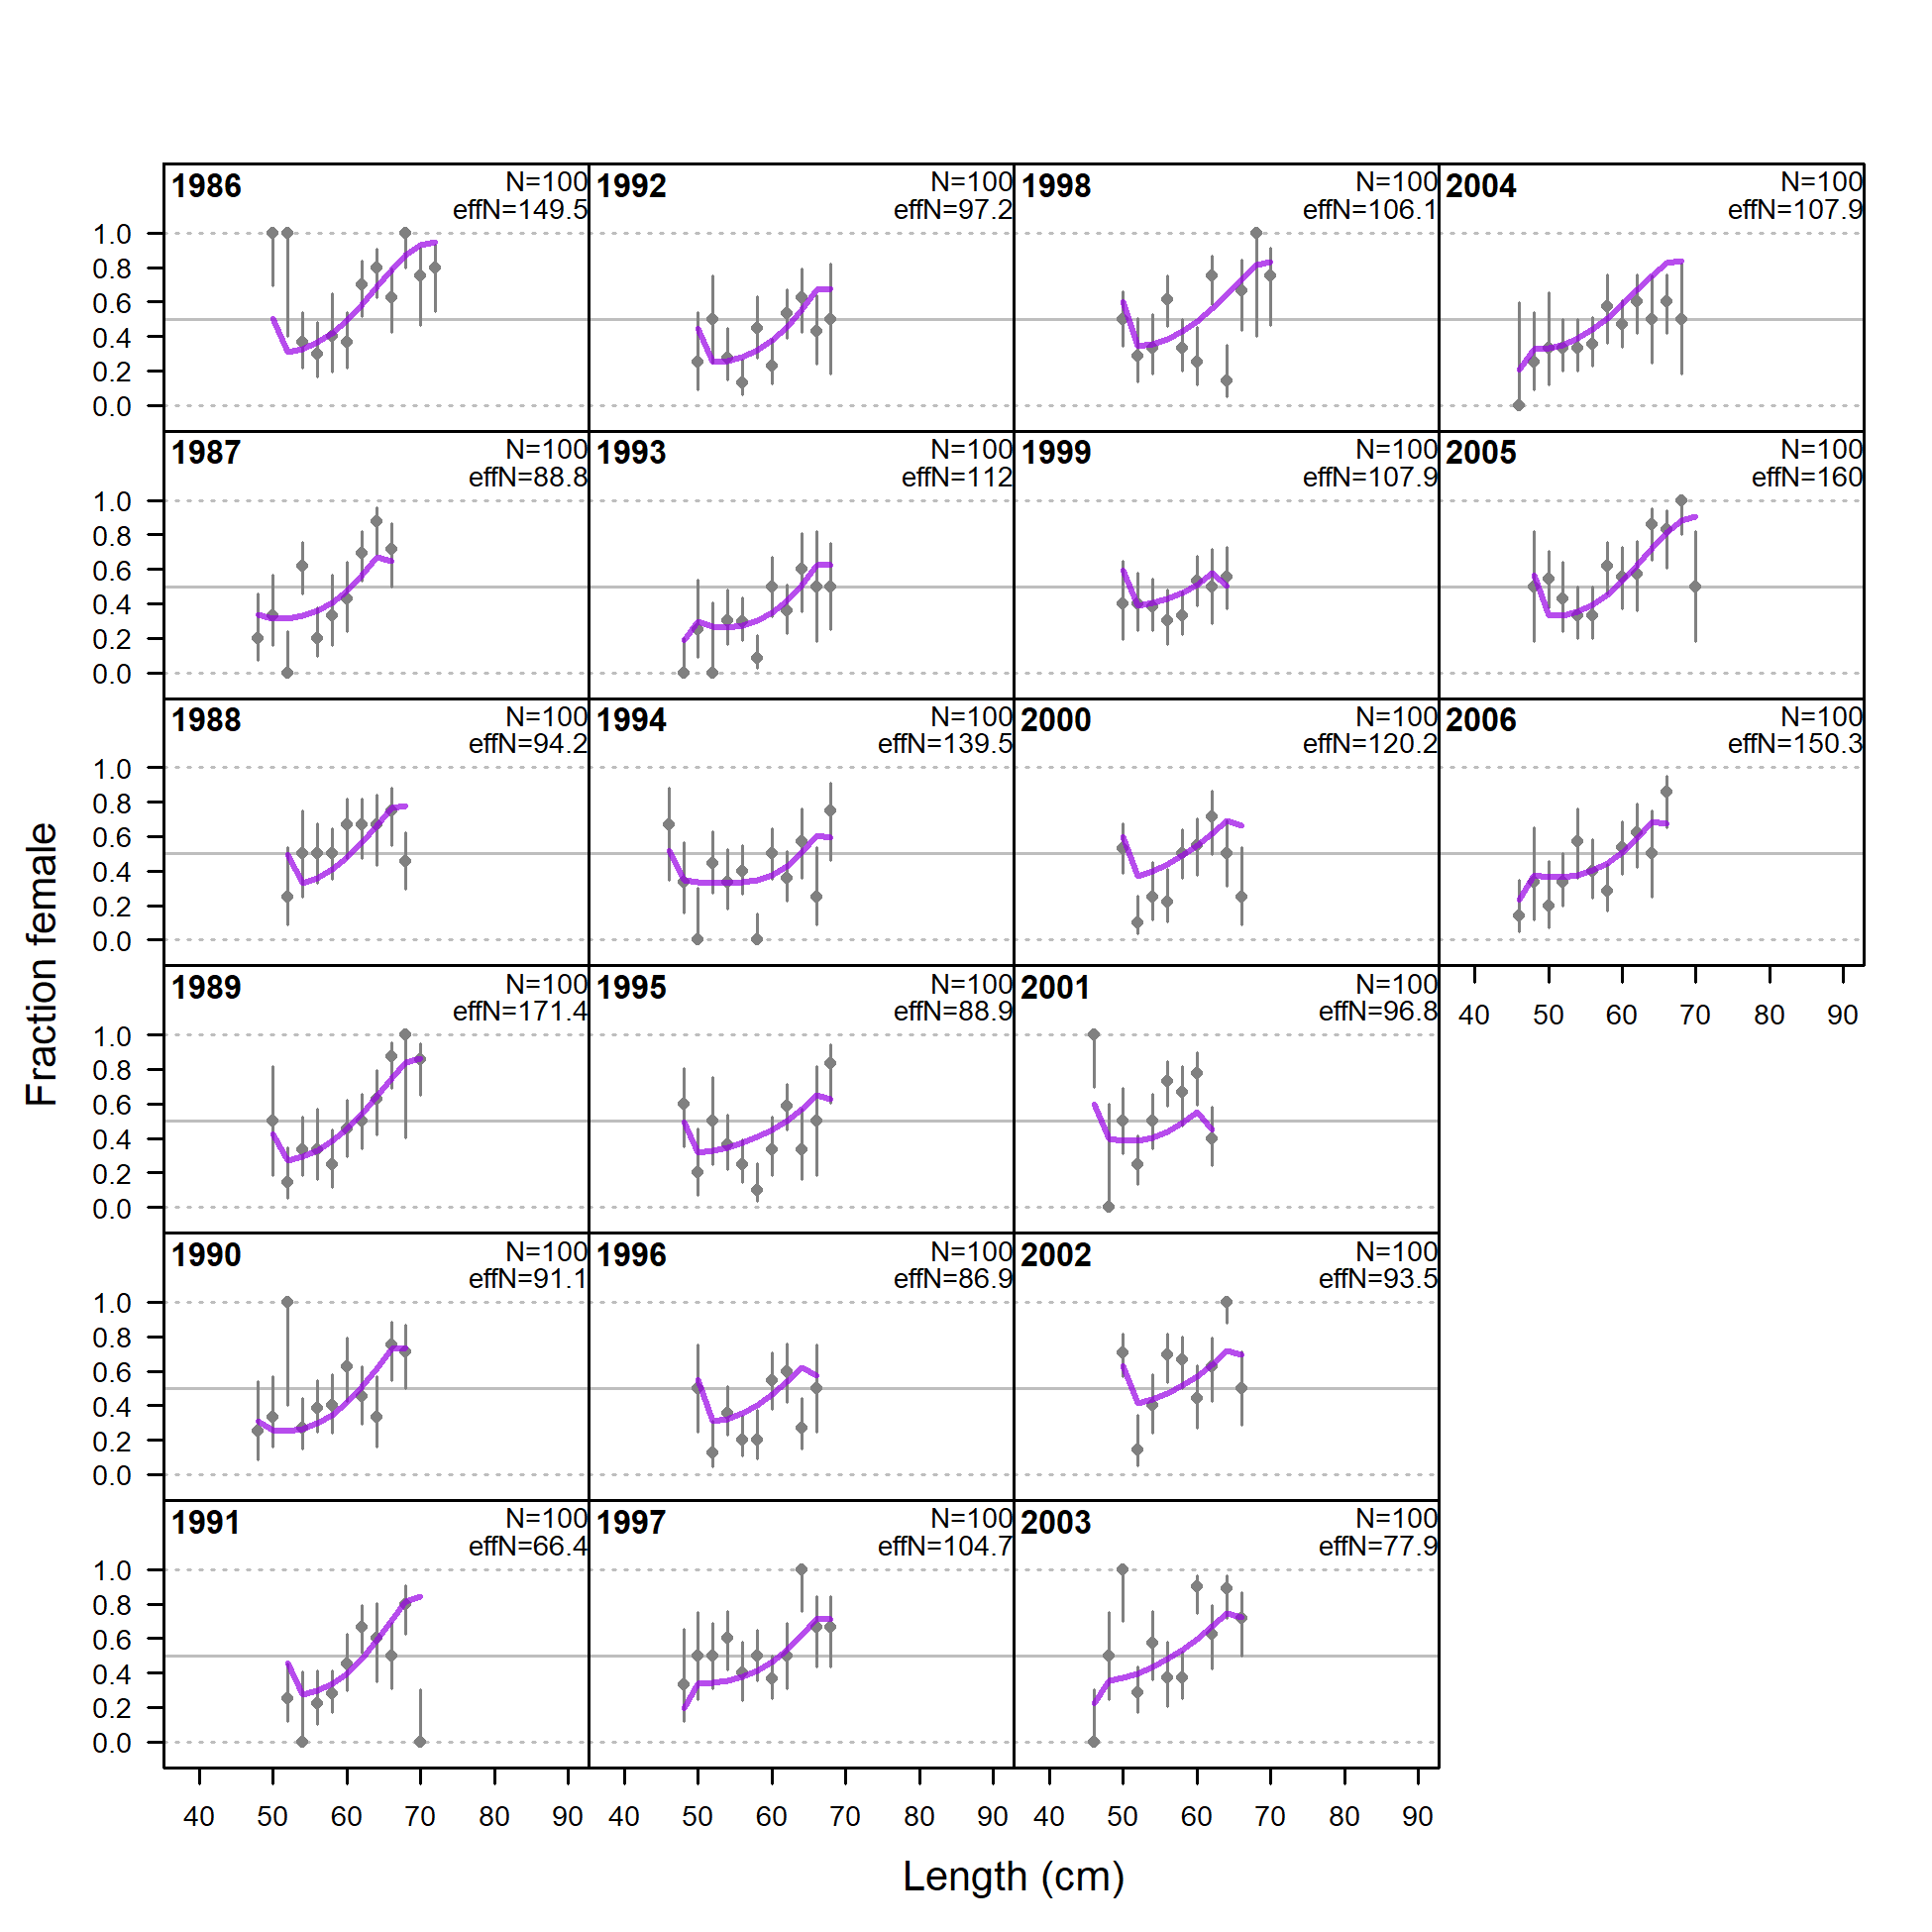 1986 N=100 1992 N=100 1998 N=100 2004 N=100
effN=149.5 effN=97.2 effN=106.1 effN=107.9
1.0
0.8
0.6
0.4
0.2
0.0
1987 N=100 1993 N=100 1999 N=100 2005 N=100
effN=88.8 effN=112 effN=107.9 effN=160
1.0
0.8
0.6
0.4
0.2
0.0
1988 N=100 1994 N=100 2000 N=100 2006 N=100
effN=94.2 effN=139.5 effN=120.2 effN=150.3
1.0
0.8
0.6
0.4
0.2
0.0
Fraction female
1989 N=100 1995 N=100 2001 N=100
effN=171.4 effN=88.9 effN=96.8
40 50 60 70 80 90
1.0
0.8
0.6
0.4
0.2
0.0
1990 N=100 1996 N=100 2002 N=100
effN=91.1 effN=86.9 effN=93.5
1.0
0.8
0.6
0.4
0.2
0.0
1991 N=100 1997 N=100 2003 N=100
effN=66.4 effN=104.7 effN=77.9
1.0
0.8
0.6
0.4
0.2
0.0
40 50 60 70 80 90 40 50 60 70 80 90 40 50 60 70 80 90
Length (cm)